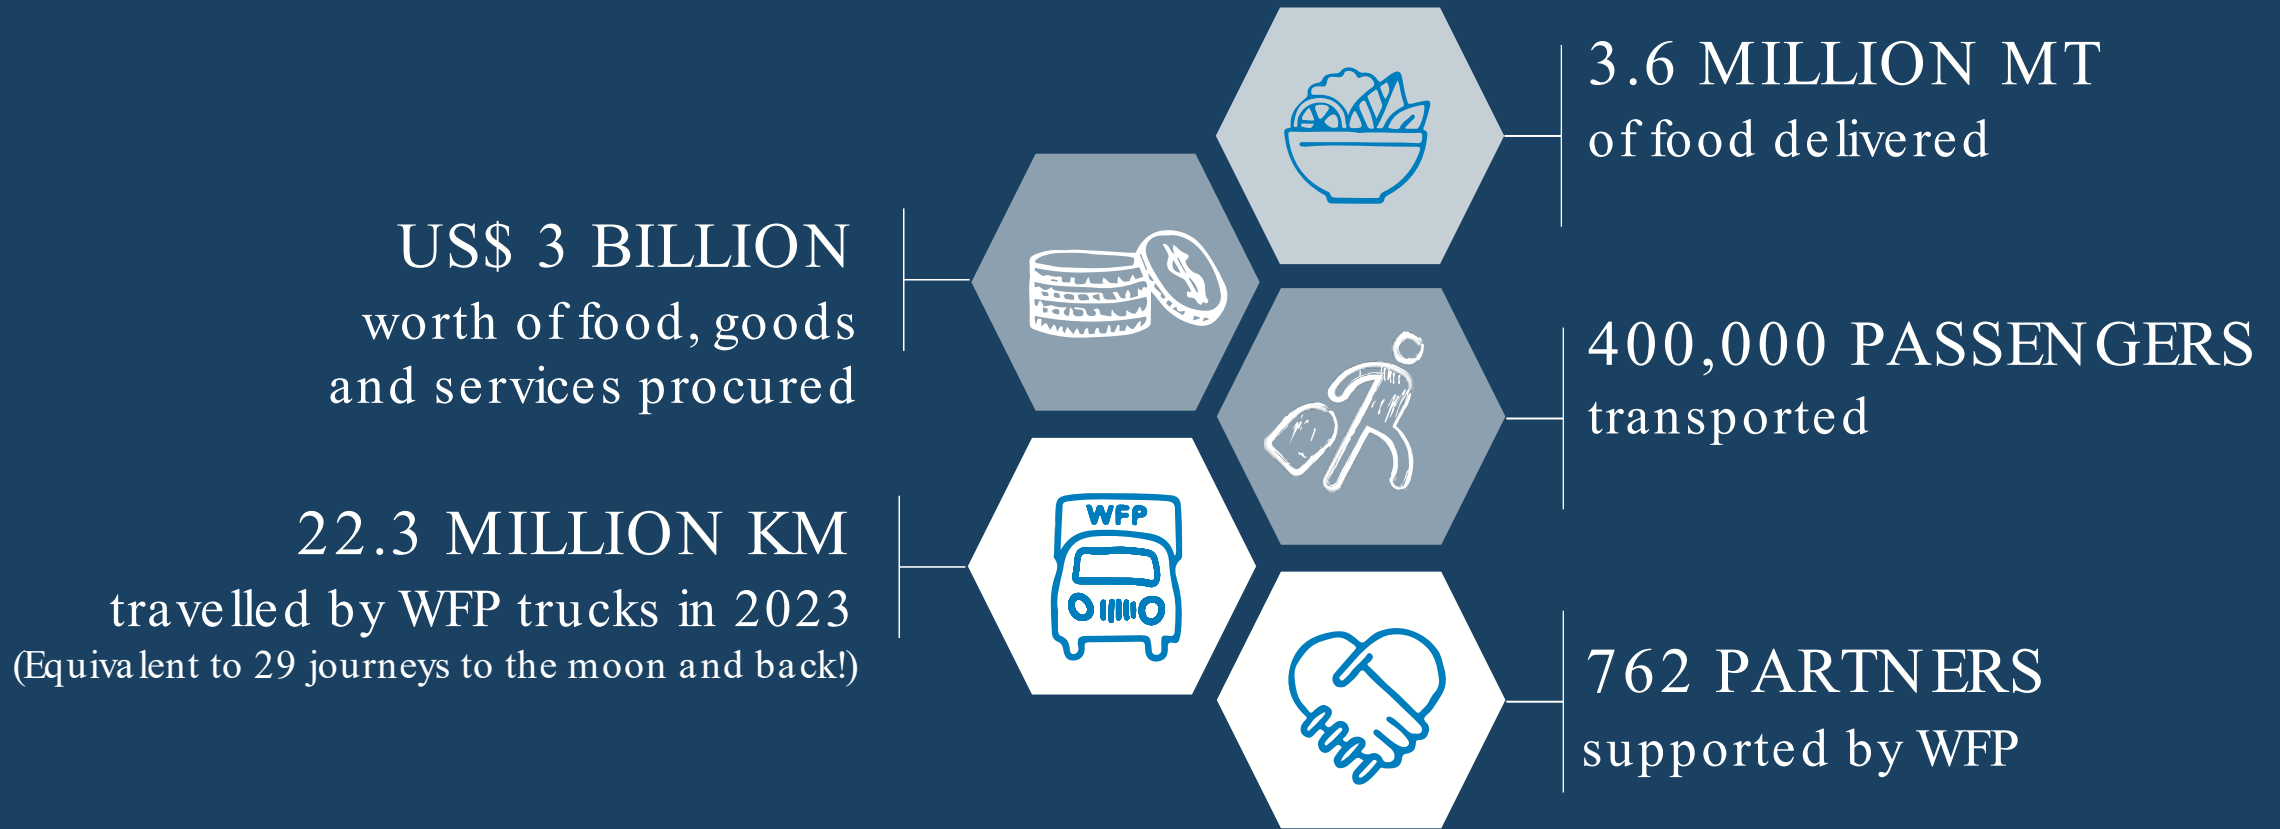 3.6 MILLION MT
of food delivered
US$ 3 BILLION
worth of food, goods
and services procured
400,000 PASSENGERS
transported
22.3 MILLION KM
travelled by WFP trucks in 2023
(Equivalent to 29 journeys to the moon and back!)
WFP
762 PARTNERS
supported by WFP